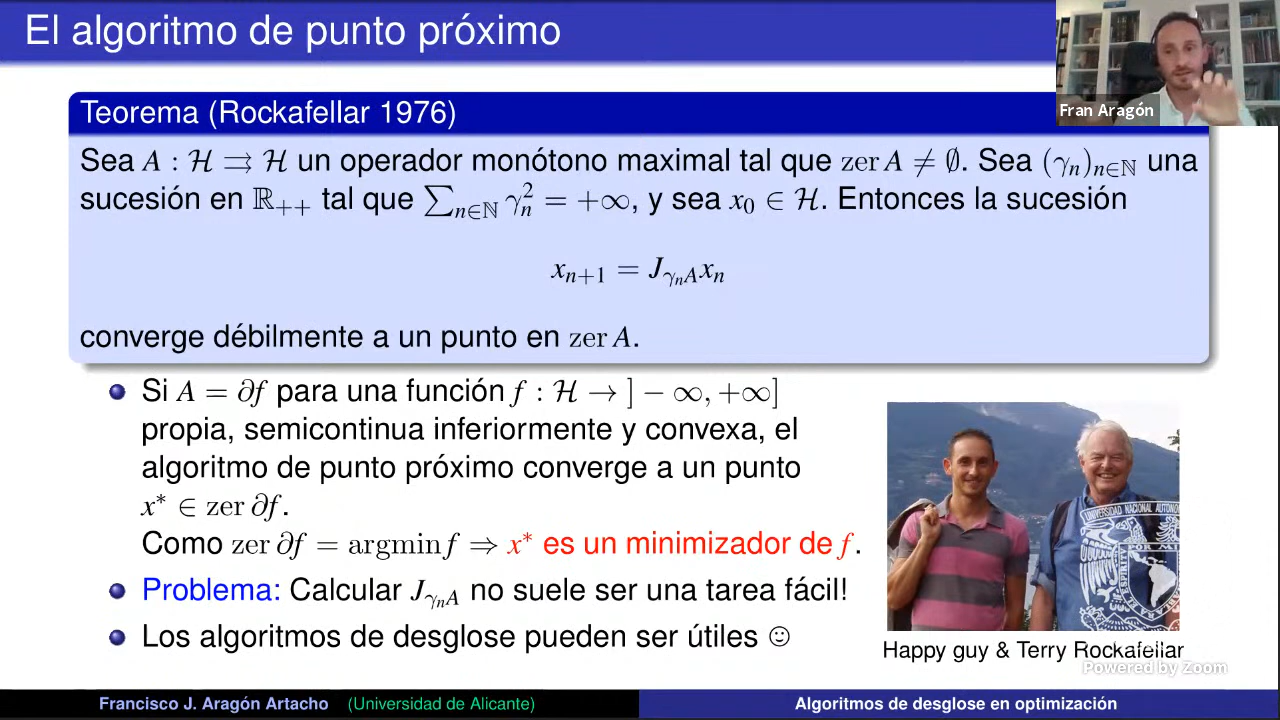 El algoritmo de punto próximo
Fran Aragón
Teorema (Rockafellar 1976)
Sea A : ℋ ⇉ ℋ un operador monótono maximal tal que zer A ≠ ∅. Sea (γₙ)ₙ∈ℕ una
sucesión en ℝ₊₊ tal que ∑ₙ∈ℕ γₙ² = +∞, y sea x₀ ∈ ℋ. Entonces la sucesión
xₙ₊₁ = J_{γₙA}xₙ
converge débilmente a un punto en zer A.
Si A = ∂f para una función f : ℋ → ]−∞, +∞]
propia, semicontinua inferiormente y convexa, el
algoritmo de punto próximo converge a un punto
x* ∈ zer ∂f.
Como zer ∂f = argmin f ⇒ x* es un minimizador de f.
Problema: Calcular J_{γₙA} no suele ser una tarea fácil!
Los algoritmos de desglose pueden ser útiles ☺
Happy guy & Terry Rockafellar
Powered by Zoom
Francisco J. Aragón Artacho (Universidad de Alicante)
Algoritmos de desglose en optimización